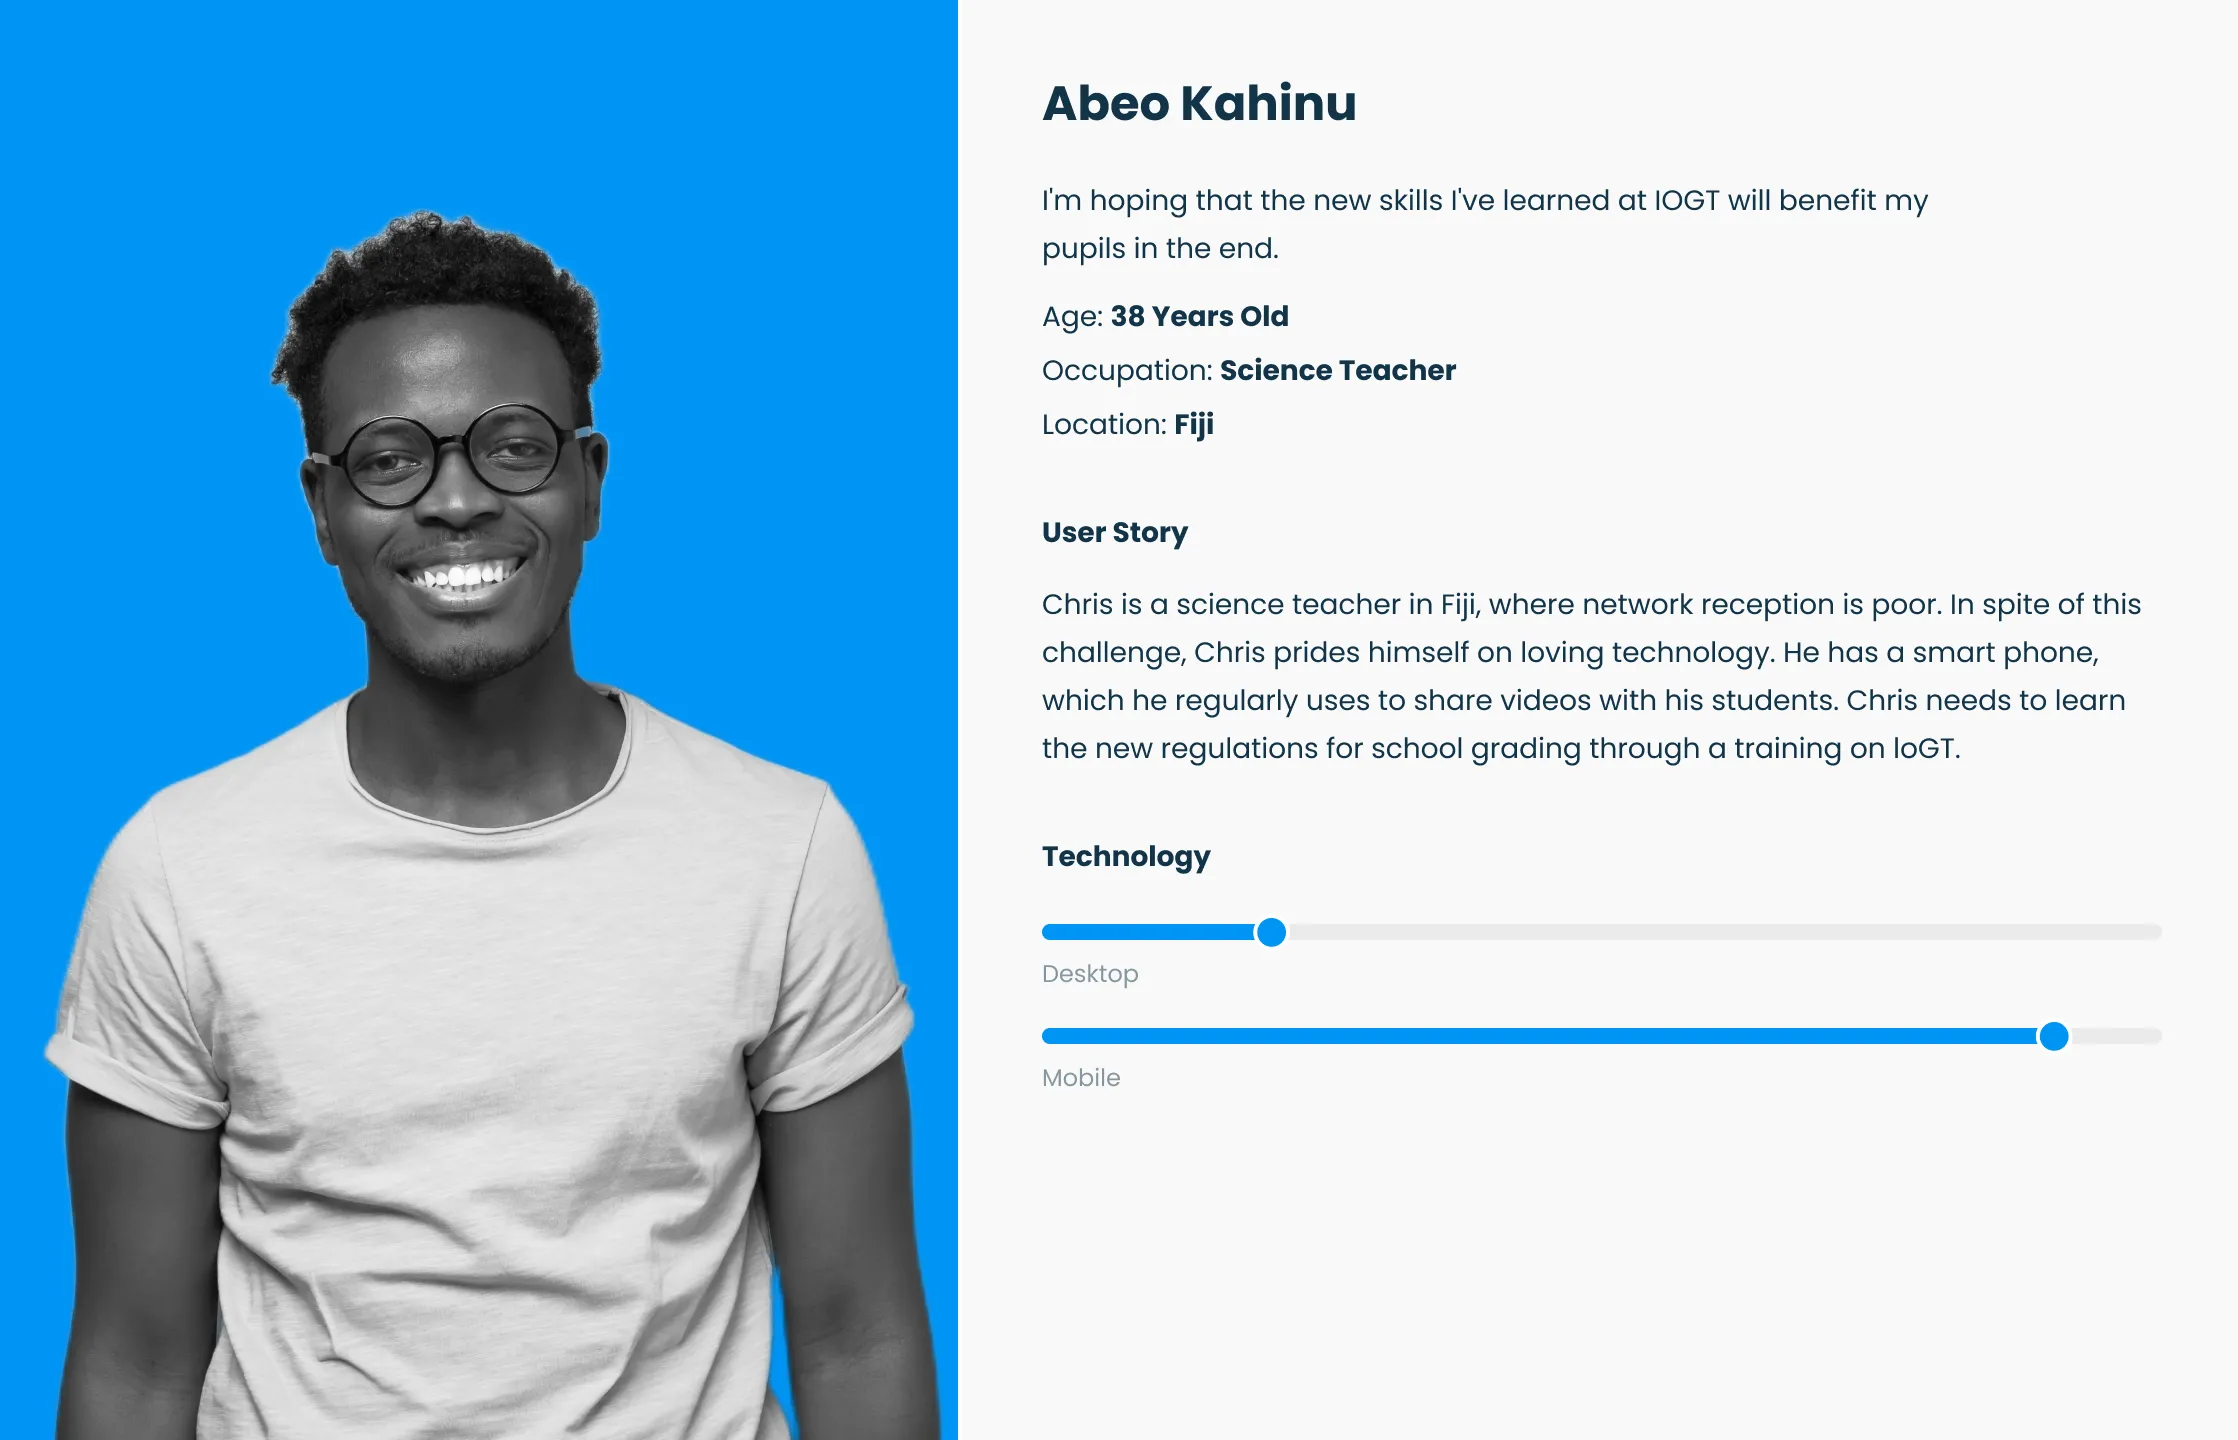 Abeo Kahinu
I'm hoping that the new skills I've learned at IOGT will benefit my
pupils in the end.
Age: 38 Years Old
Occupation: Science Teacher
Location: Fiji
User Story
Chris is a science teacher in Fiji, where network reception is poor. In spite of this
challenge, Chris prides himself on loving technology. He has a smart phone,
which he regularly uses to share videos with his students. Chris needs to learn
the new regulations for school grading through a training on IoGT.
Technology
Desktop
Mobile